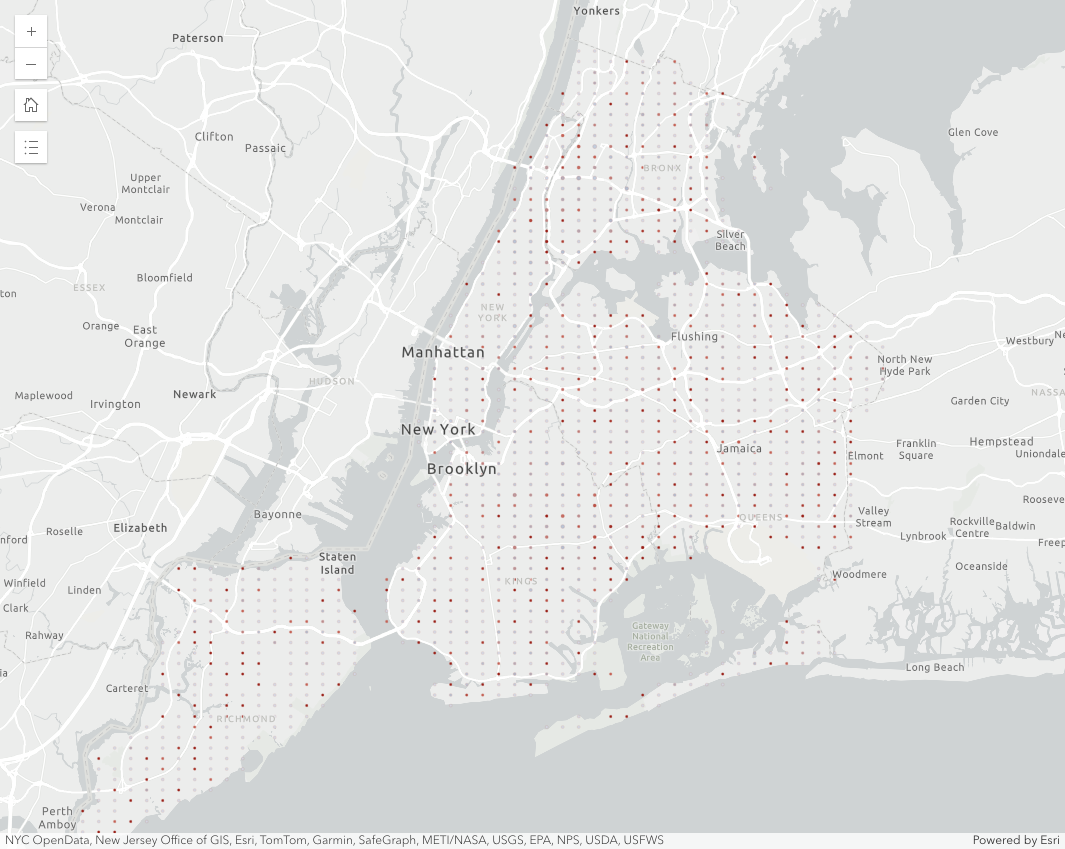 Yonkers
Paterson
+
−
Clifton
Passaic
Glen Cove
BRONX
Upper
Montclair
Verona
Montclair
Silver
Beach
Bloomfield
ESSEX
ton
NEW
YORK
Orange
East
Orange
Flushing
Westbury
Ne
Manhattan
North New
Hyde Park
HUDSON
Maplewood
Irvington
Newark
NASSA
Garden City
New York
Franklin
Square
Hempstead
Uniondale
Jamaica
Elmont
Brooklyn
Roosev
Bayonne
QUEENS
Valley
Stream
Rockville
Centre
Baldwin
Elizabeth
Roselle
nford
Lynbrook
Freep
Staten
Island
Oceanside
Woodmere
Winfield
Linden
KINGS
Clark
Rahway
Gateway
National
Recreation
Area
Long Beach
ia
Carteret
RICHMOND
Perth
Amboy
NYC OpenData, New Jersey Office of GIS, Esri, TomTom, Garmin, SafeGraph, METI/NASA, USGS, EPA, NPS, USDA, USFWS
Powered by Esri